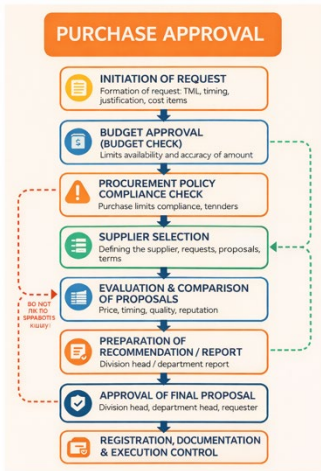 PURCHASE APPROVAL
INITIATION OF REQUEST
Formation of request: TML, timing,
justification, cost items
BUDGET APPROVAL
(BUDGET CHECK)
Limits availability and accuracy of amount
PROCUREMENT POLICY
COMPLIANCE CHECK
Purchase limits compliance, tennders
SUPPLIER SELECTION
Defining the supplier, requests, proposals,
terms
EVALUATION & COMPARISON
OF PROPOSALS
Price, timing, quality, reputation
PREPARATION OF
RECOMMENDATION / REPORT
Division head / department report
APPROVAL OF FINAL PROPOSAL
Division head, department head, requester
REGISTRATION, DOCUMENTATION
& EXECUTION CONTROL